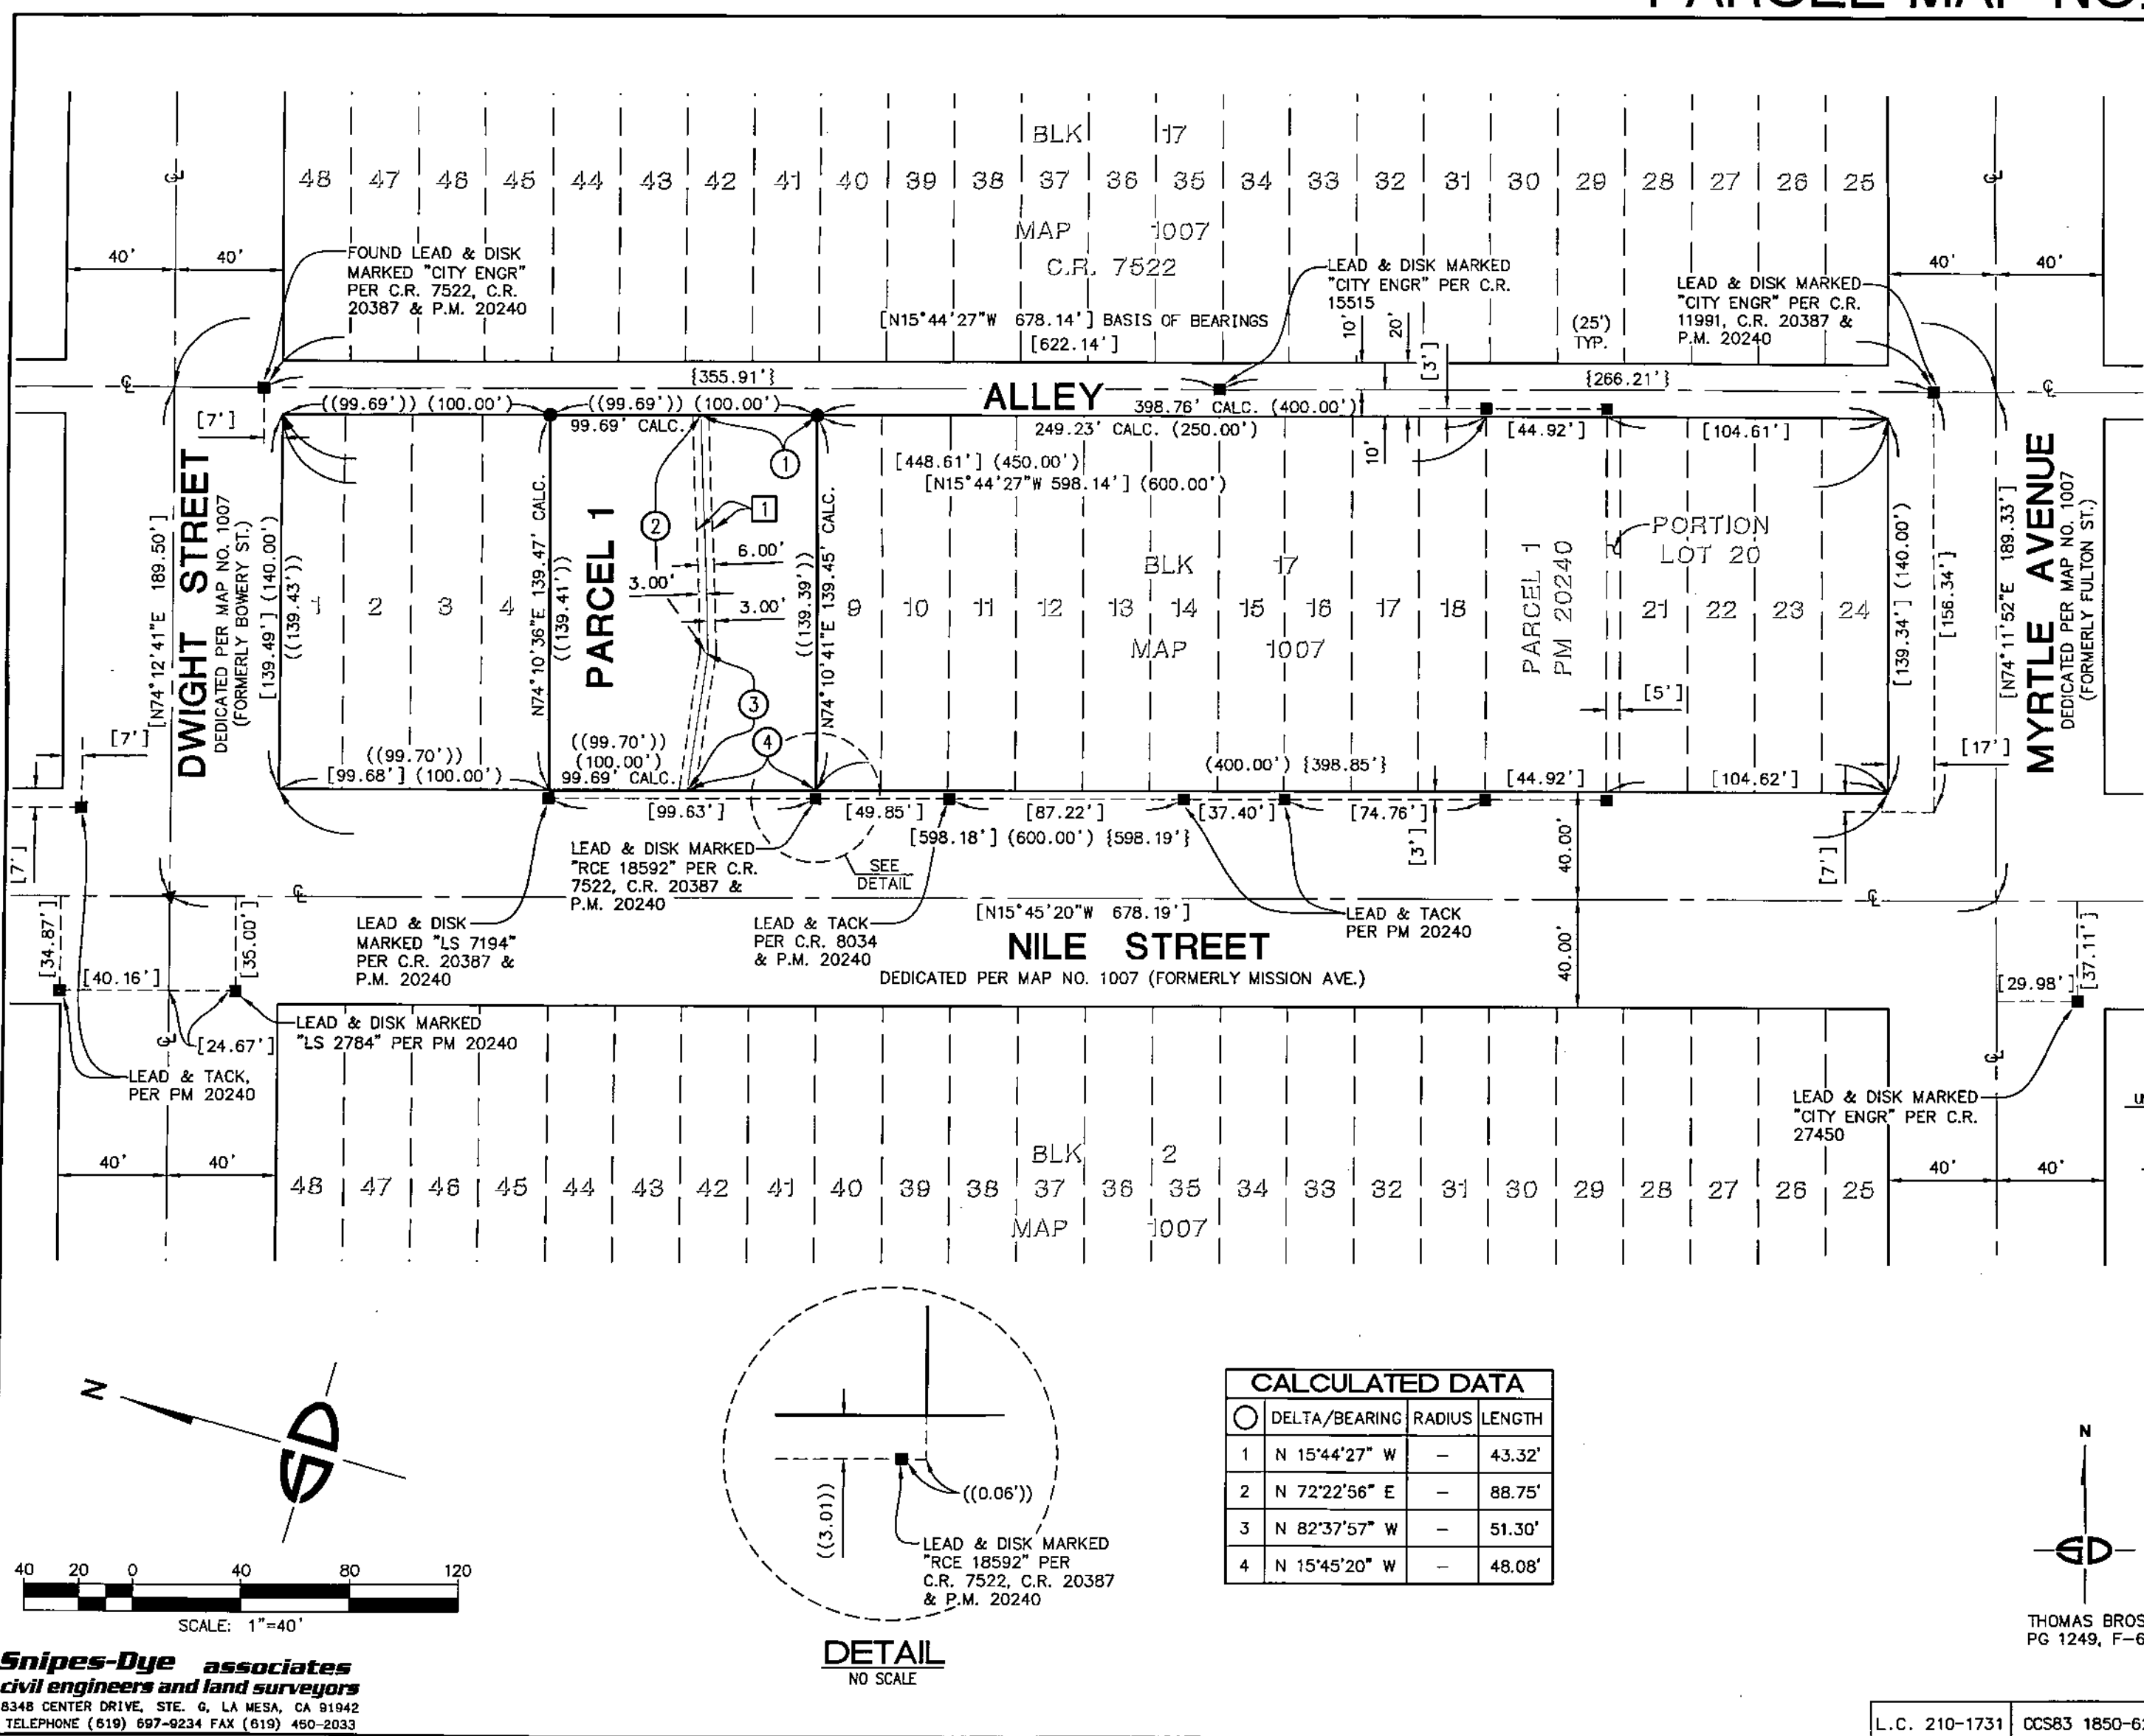 48 47 46 45 44 43 42 41 40 39 38 37 36 35 34 33 32 31 30 29 28 27 26 25
BLK 17
MAP 1007
C.R. 7522
℄
℄
40'
40'
40'
40'
FOUND LEAD & DISK
MARKED "CITY ENGR"
PER C.R. 7522, C.R.
20387 & P.M. 20240
LEAD & DISK MARKED
"CITY ENGR" PER C.R.
15515
LEAD & DISK MARKED
"CITY ENGR" PER C.R.
11991, C.R. 20387 &
P.M. 20240
[N15°44'27"W 678.14'] BASIS OF BEARINGS
[622.14']
10'
20'
[3']
(25')
TYP.
℄
{355.91'}
ALLEY
{266.21'}
℄
[7']
((99.69')) (100.00')
((99.69')) (100.00')
99.69' CALC.
398.76' CALC. (400.00')
249.23' CALC. (250.00')
10'
[44.92']
[104.61']
[448.61'] (450.00')
[N15°44'27"W 598.14'] (600.00')
1
2
1
6.00'
3.00'
3.00'
3
4
[N74°12'41"E 189.50']
DWIGHT STREET
DEDICATED PER MAP NO. 1007
(FORMERLY BOWERY ST.)
[139.49'] (140.00')
((139.43'))
1 2 3 4
N74°10'36"E 139.47' CALC.
((139.41'))
PARCEL 1
((139.39'))
N74°10'41"E 139.45' CALC.
9 10 11 12 13 14 15 16 17 18
BLK 17
MAP 1007
PARCEL 1
PM 20240
PORTION
LOT 20
21 22 23 24
[5']
[139.34'] (140.00')
[156.34']
[N74°11'52"E 189.33']
MYRTLE AVENUE
DEDICATED PER MAP NO. 1007
(FORMERLY FULTON ST.)
[17']
[7']
[7']
((99.70'))
[99.68'] (100.00')
((99.70'))
(100.00')
99.69' CALC.
(400.00') {398.85'}
[44.92']
[104.62']
[99.63']
[49.85']
[87.22']
[37.40']
[74.76']
[598.18'] (600.00') {598.19'}
[3']
40.00'
[7']
LEAD & DISK MARKED
"RCE 18592" PER C.R.
7522, C.R. 20387 &
P.M. 20240
SEE
DETAIL
℄
℄
[34.87']
[35.00']
[40.16']
[24.67']
LEAD & DISK
MARKED "LS 7194"
PER C.R. 20387 &
P.M. 20240
LEAD & TACK
PER C.R. 8034
& P.M. 20240
[N15°45'20"W 678.19']
LEAD & TACK
PER PM 20240
NILE STREET
DEDICATED PER MAP NO. 1007 (FORMERLY MISSION AVE.)
40.00'
[29.98']
[37.11']
LEAD & DISK MARKED
"LS 2784" PER PM 20240
LEAD & TACK,
PER PM 20240
℄
℄
LEAD & DISK MARKED
"CITY ENGR" PER C.R.
27450
40'
40'
40'
40'
BLK 2
48 47 46 45 44 43 42 41 40 39 38 37 36 35 34 33 32 31 30 29 28 27 26 25
MAP 1007
N
SD
40 20 0 40 80 120
SCALE: 1"=40'
((3.01))
((0.06'))
LEAD & DISK MARKED
"RCE 18592" PER
C.R. 7522, C.R. 20387
& P.M. 20240
DETAIL
NO SCALE
CALCULATED DATA
DELTA/BEARING RADIUS LENGTH
1 N 15°44'27" W – 43.32'
2 N 72°22'56" E – 88.75'
3 N 82°37'57" W – 51.30'
4 N 15°45'20" W – 48.08'
N
SD
THOMAS BROS
PG 1249, F-6
Snipes-Dye associates
civil engineers and land surveyors
8348 CENTER DRIVE, STE. G, LA MESA, CA 91942
TELEPHONE (619) 697-9234 FAX (619) 460-2033
L.C. 210-1731 CCS83 1850-62